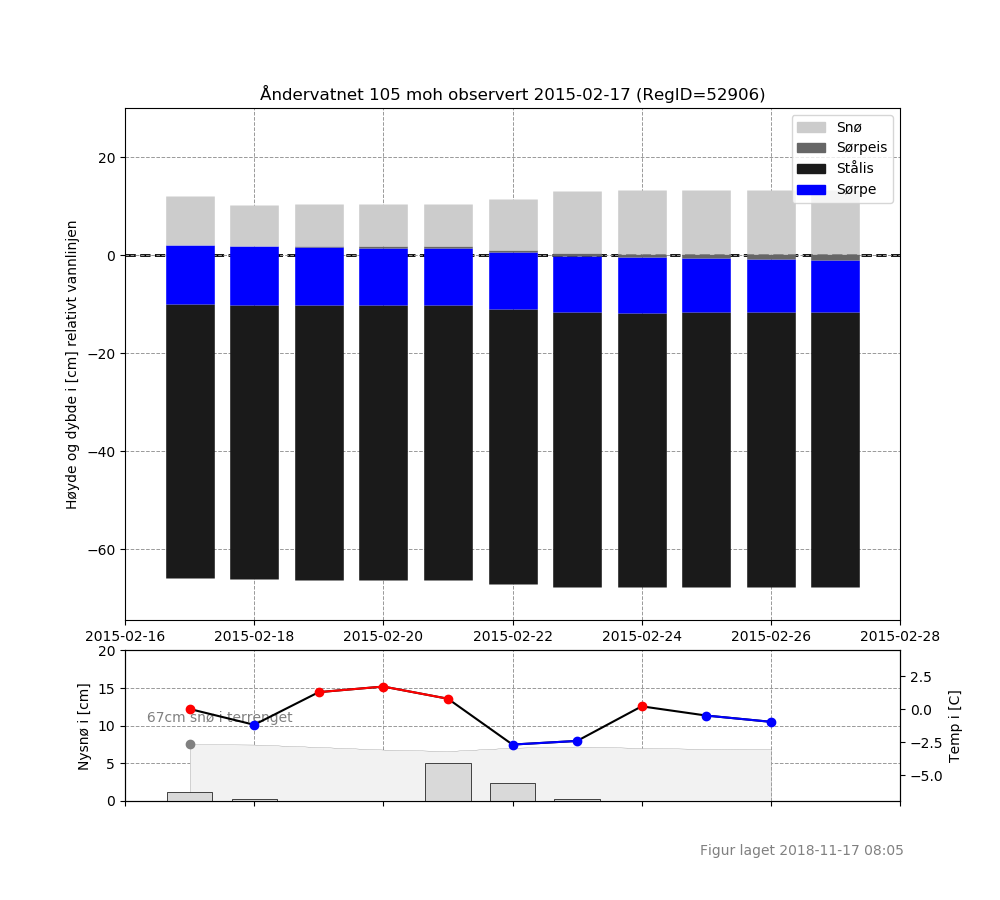 Åndervatnet 105 moh observert 2015-02-17 (RegID=52906)
Snø
Sørpeis
Stålis
Sørpe
Høyde og dybde i [cm] relativt vannlinjen
20
0
−20
−40
−60
2015-02-16 2015-02-18 2015-02-20 2015-02-22 2015-02-24 2015-02-26 2015-02-28
Nysnø i [cm]
20
15
10
5
0
67cm snø i terrenget
2.5
0.0
−2.5
−5.0
Temp i [C]
Figur laget 2018-11-17 08:05